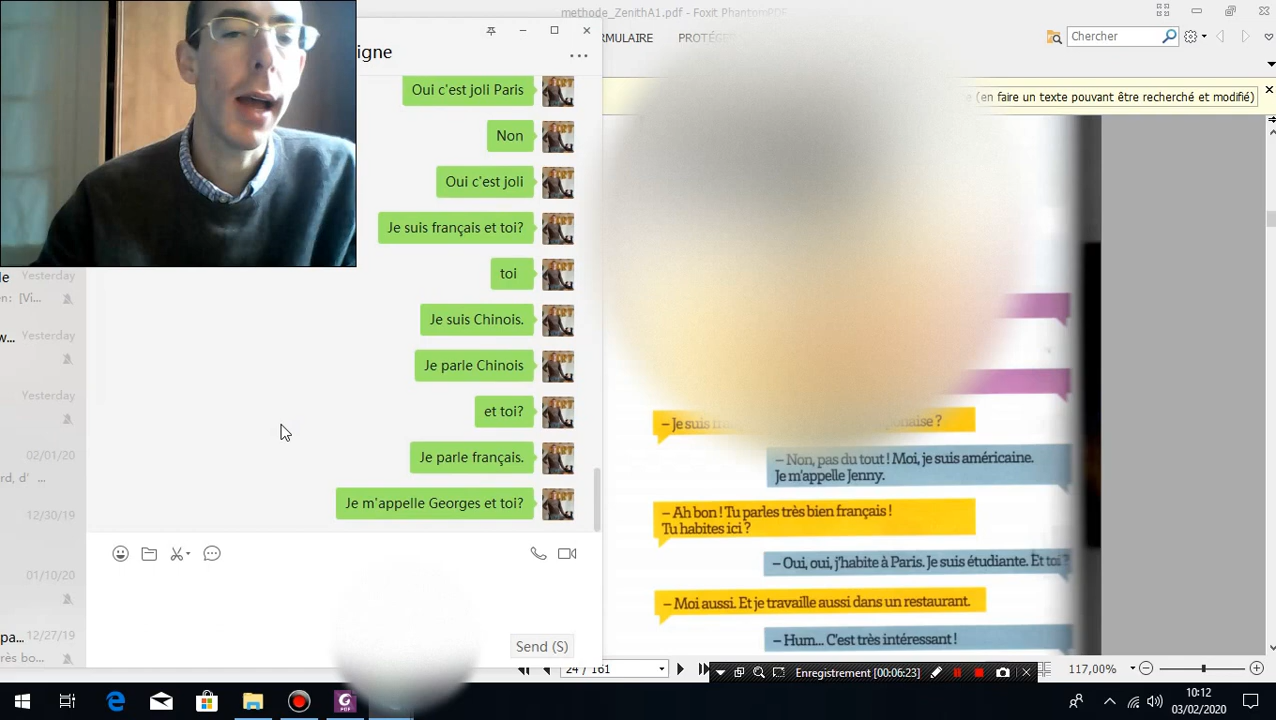 methode_ZenithA1.pdf - Foxit PhantomPDF
igne
RMULAIRE
Chercher
(en faire un texte pouvant être recherché et modifié)
Oui c'est joli Paris
Non
Oui c'est joli
Je suis français et toi?
toi
Je suis Chinois.
Je parle Chinois
et toi?
Je parle français.
Je m'appelle Georges et toi?
Yesterday
Yesterday
Yesterday
02/01/20
12/30/19
01/10/20
12/27/19
Send (S)
– Je suis
– Non, pas du tout ! Moi, je suis américaine.
Je m'appelle Jenny.
– Ah bon ! Tu parles très bien français !
Tu habites ici ?
– Oui, oui, j'habite à Paris. Je suis étudiante. Et toi ?
– Moi aussi. Et je travaille aussi dans un restaurant.
– Hum... C'est très intéressant !
24 / 161
Enregistrement [00:06:23]
117,00%
10:12
03/02/2020